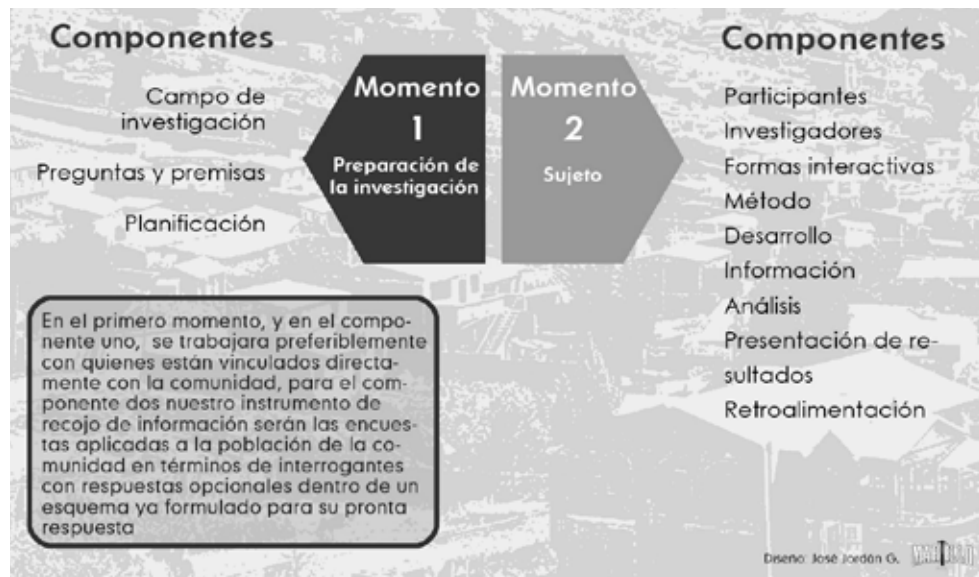 Componentes
Campo de
investigación
Preguntas y premisas
Planificación
Momento
1
Preparación de
la investigación
Momento
2
Sujeto
Componentes
Participantes
Investigadores
Formas interactivas
Método
Desarrollo
Información
Análisis
Presentación de re-
sultados
Retroalimentación
En el primero momento, y en el compo-
nente uno, se trabajara preferiblemente
con quienes están vinculados directa-
mente con la comunidad, para el com-
ponente dos nuestro instrumento de
recojo de información serán las encues-
tas aplicadas a la población de la co-
munidad en términos de interrogantes
con respuestas opcionales dentro de un
esquema ya formulado para su pronta
respuesta
Diseño: José Jordán G.